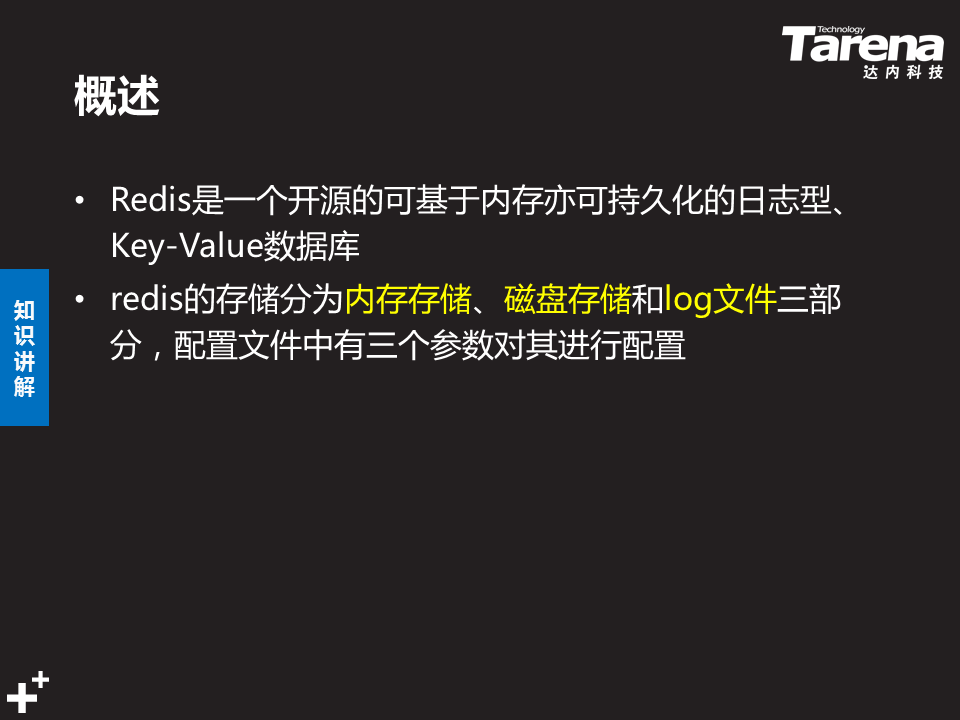 Technology
Tarena
达内科技
概述
• Redis是一个开源的可基于内存亦可持久化的日志型、
Key-Value数据库
• redis的存储分为内存存储、磁盘存储和log文件三部
分，配置文件中有三个参数对其进行配置
知
识
讲
解